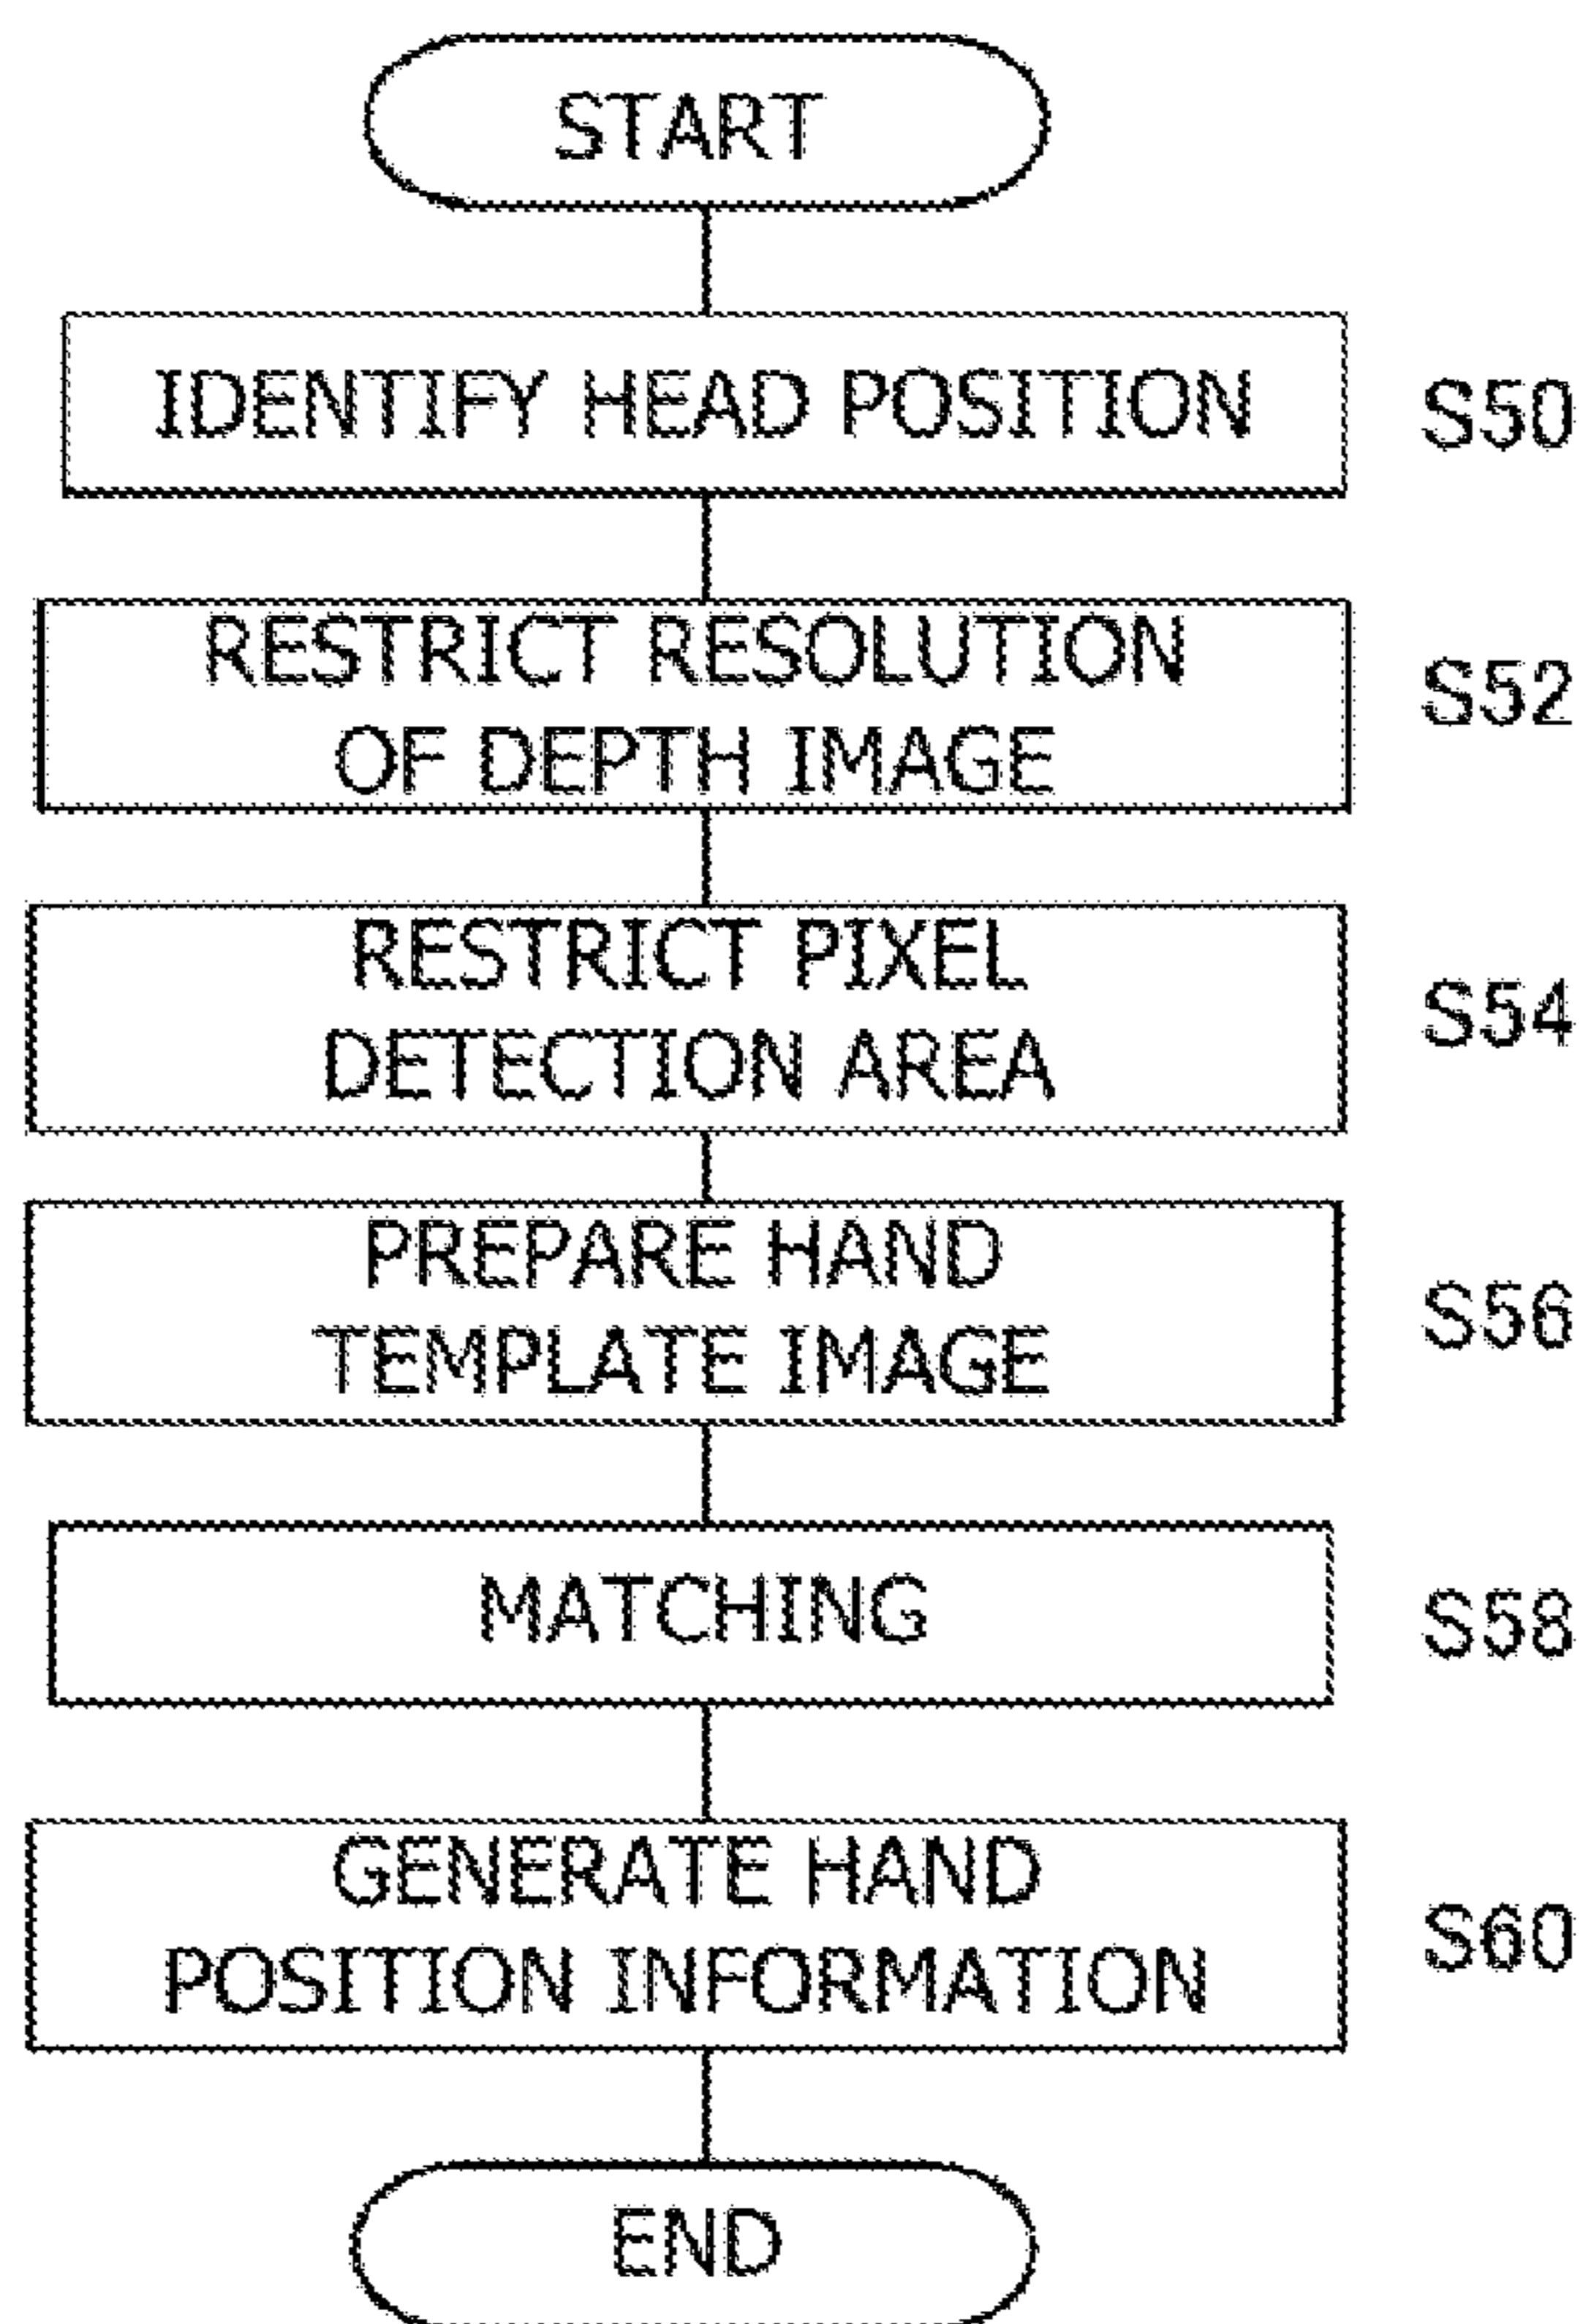 START
IDENTIFY HEAD POSITION
S50
RESTRICT RESOLUTION
OF DEPTH IMAGE
S52
RESTRICT PIXEL
DETECTION AREA
S54
PREPARE HAND
TEMPLATE IMAGE
S56
MATCHING
S58
GENERATE HAND
POSITION INFORMATION
S60
END